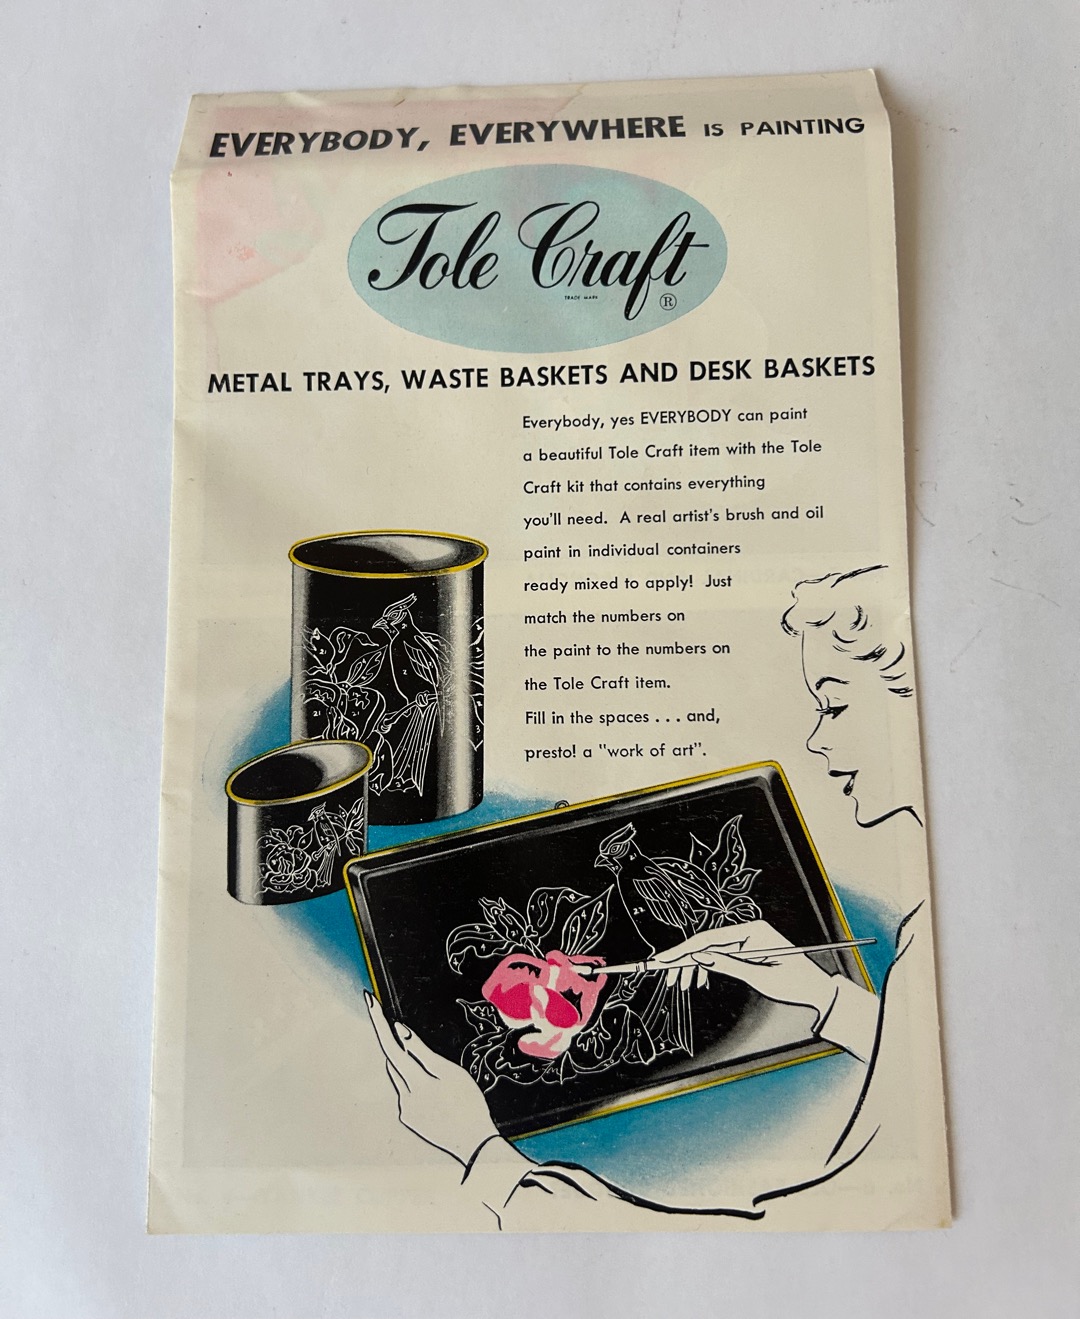 EVERYBODY, EVERYWHERE IS PAINTING
Tole Craft
TRADE MARK
®
METAL TRAYS, WASTE BASKETS AND DESK BASKETS
Everybody, yes EVERYBODY can paint
a beautiful Tole Craft item with the Tole
Craft kit that contains everything
you'll need. A real artist's brush and oil
paint in individual containers
ready mixed to apply! Just
match the numbers on
the paint to the numbers on
the Tole Craft item.
Fill in the spaces . . . and,
presto! a "work of art".